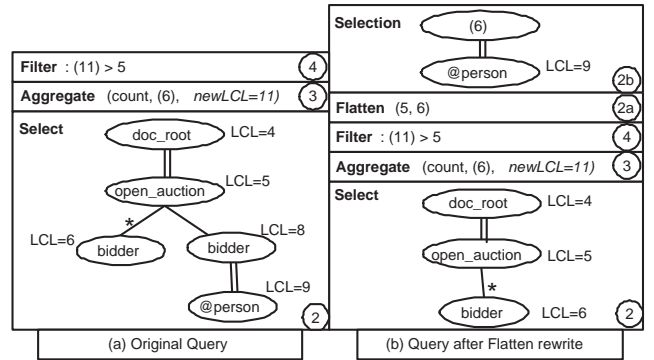 Filter : (11) > 5
4
Aggregate (count, (6), newLCL=11)
3
Select
doc_root LCL=4
open_auction LCL=5
*
LCL=6 bidder
bidder LCL=8
LCL=9
@person
2
(a) Original Query
Selection
(6)
@person LCL=9
2b
Flatten (5, 6)
2a
Filter : (11) > 5
4
Aggregate (count, (6), newLCL=11)
3
Select
doc_root LCL=4
open_auction LCL=5
*
bidder LCL=6
2
(b) Query after Flatten rewrite